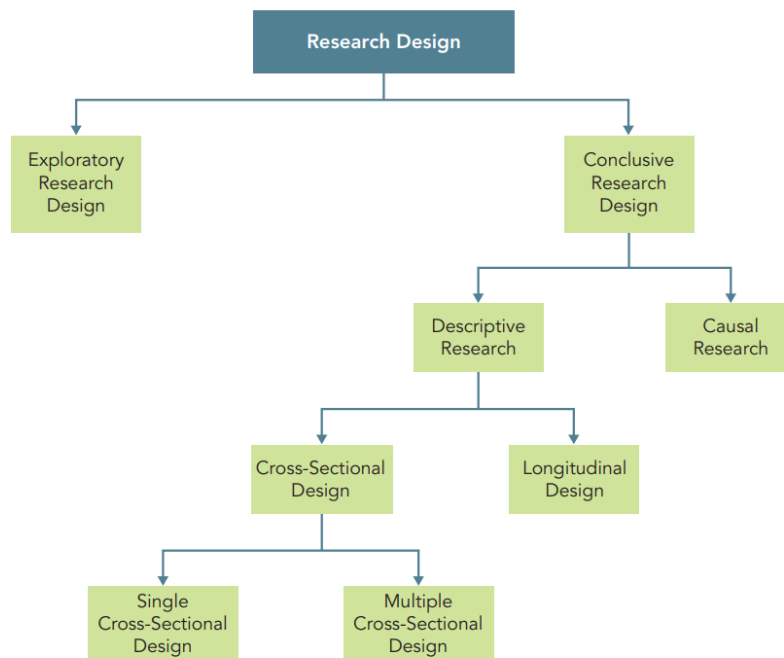 Research Design
Exploratory
Research
Design
Conclusive
Research
Design
Descriptive
Research
Causal
Research
Cross-Sectional
Design
Longitudinal
Design
Single
Cross-Sectional
Design
Multiple
Cross-Sectional
Design